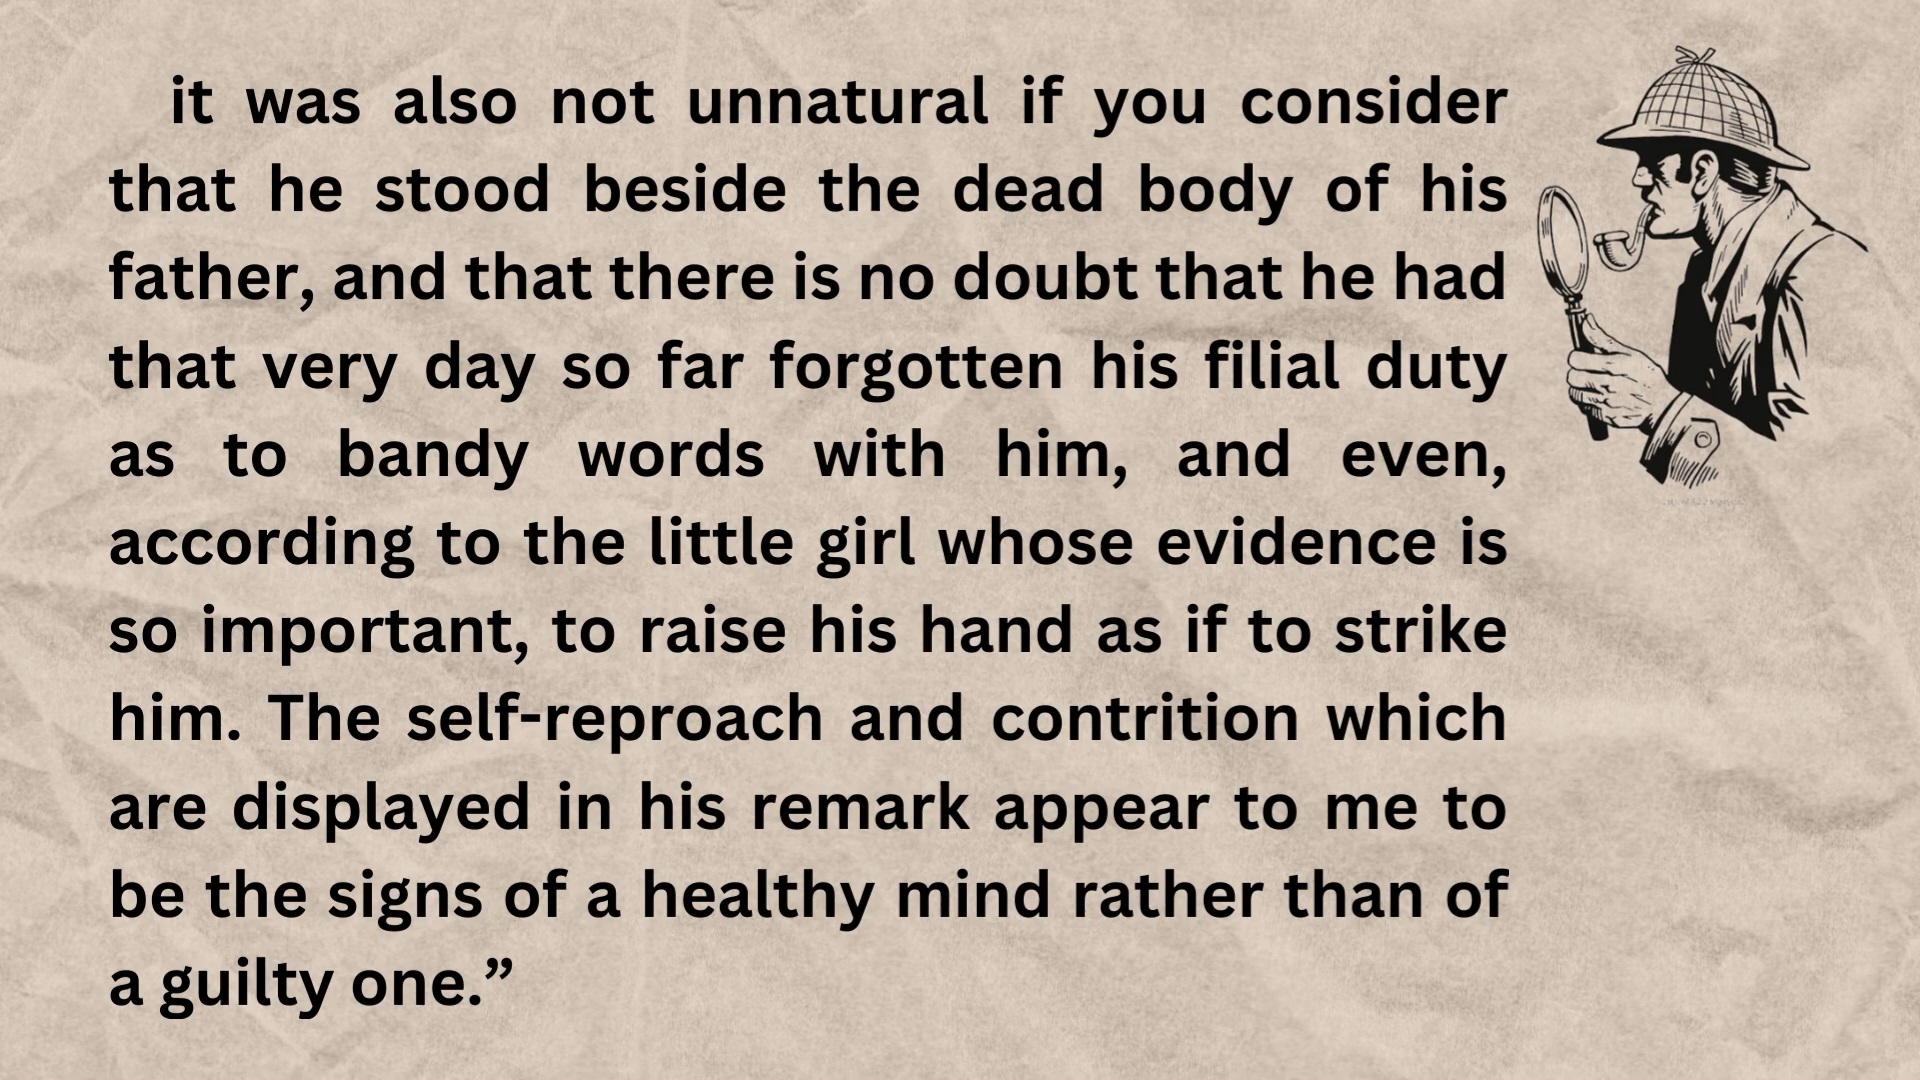 it was also not unnatural if you consider
that he stood beside the dead body of his
father, and that there is no doubt that he had
that very day so far forgotten his filial duty
as to bandy words with him, and even,
according to the little girl whose evidence is
so important, to raise his hand as if to strike
him. The self-reproach and contrition which
are displayed in his remark appear to me to
be the signs of a healthy mind rather than of
a guilty one.”